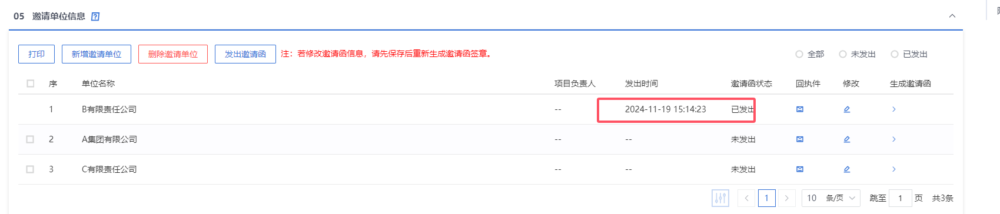 05 邀请单位信息 ?
打印 新增邀请单位 删除邀请单位 发出邀请函 注：若修改邀请函信息，请先保存后重新生成邀请函签章。 全部 未发出 已发出
序 单位名称 项目负责人 发出时间 邀请函状态 回执件 修改 生成邀请函
1 B有限责任公司 -- 2024-11-19 15:14:23 已发出
2 A集团有限公司 -- -- 未发出
3 C有限责任公司 -- -- 未发出
1 10 条/页 跳至 1 页 共3条